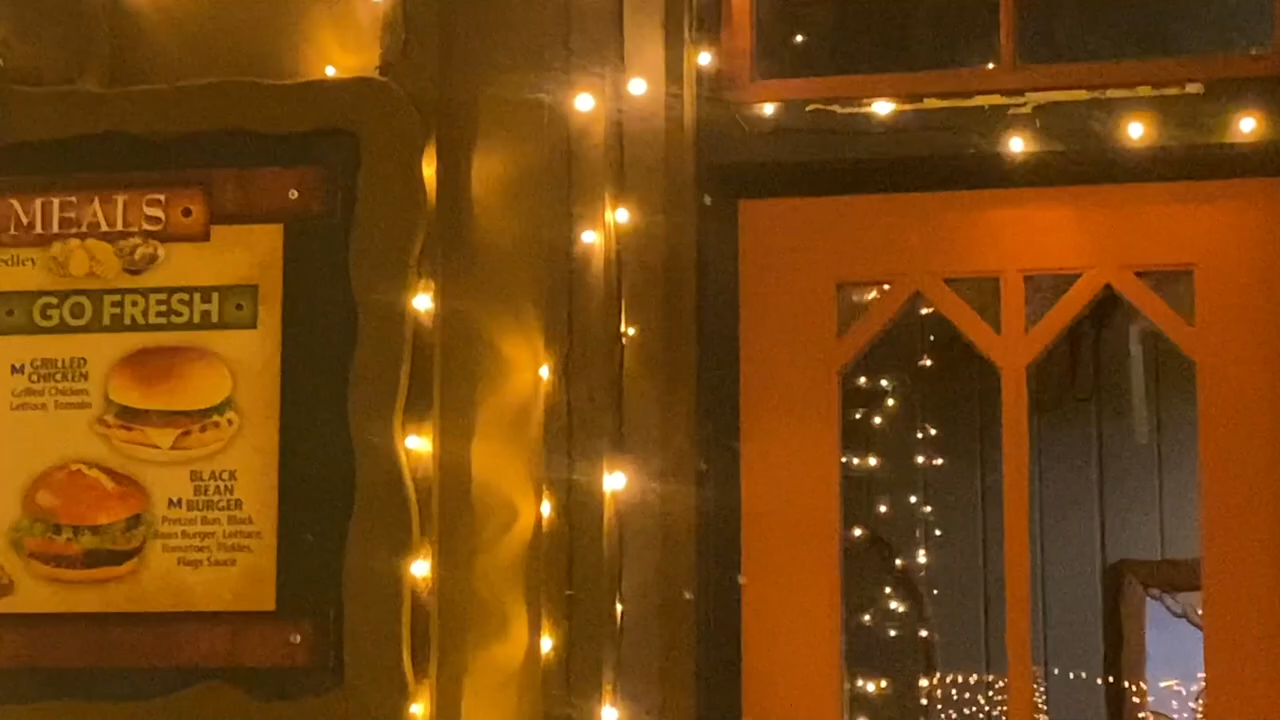 MEALS
edley
GO FRESH
M GRILLED
CHICKEN
Grilled Chicken,
Lettuce, Tomato
BLACK
BEAN
M BURGER
Pretzel Bun, Black
Bean Burger, Lettuce,
Tomatoes, Pickles,
Flags Sauce